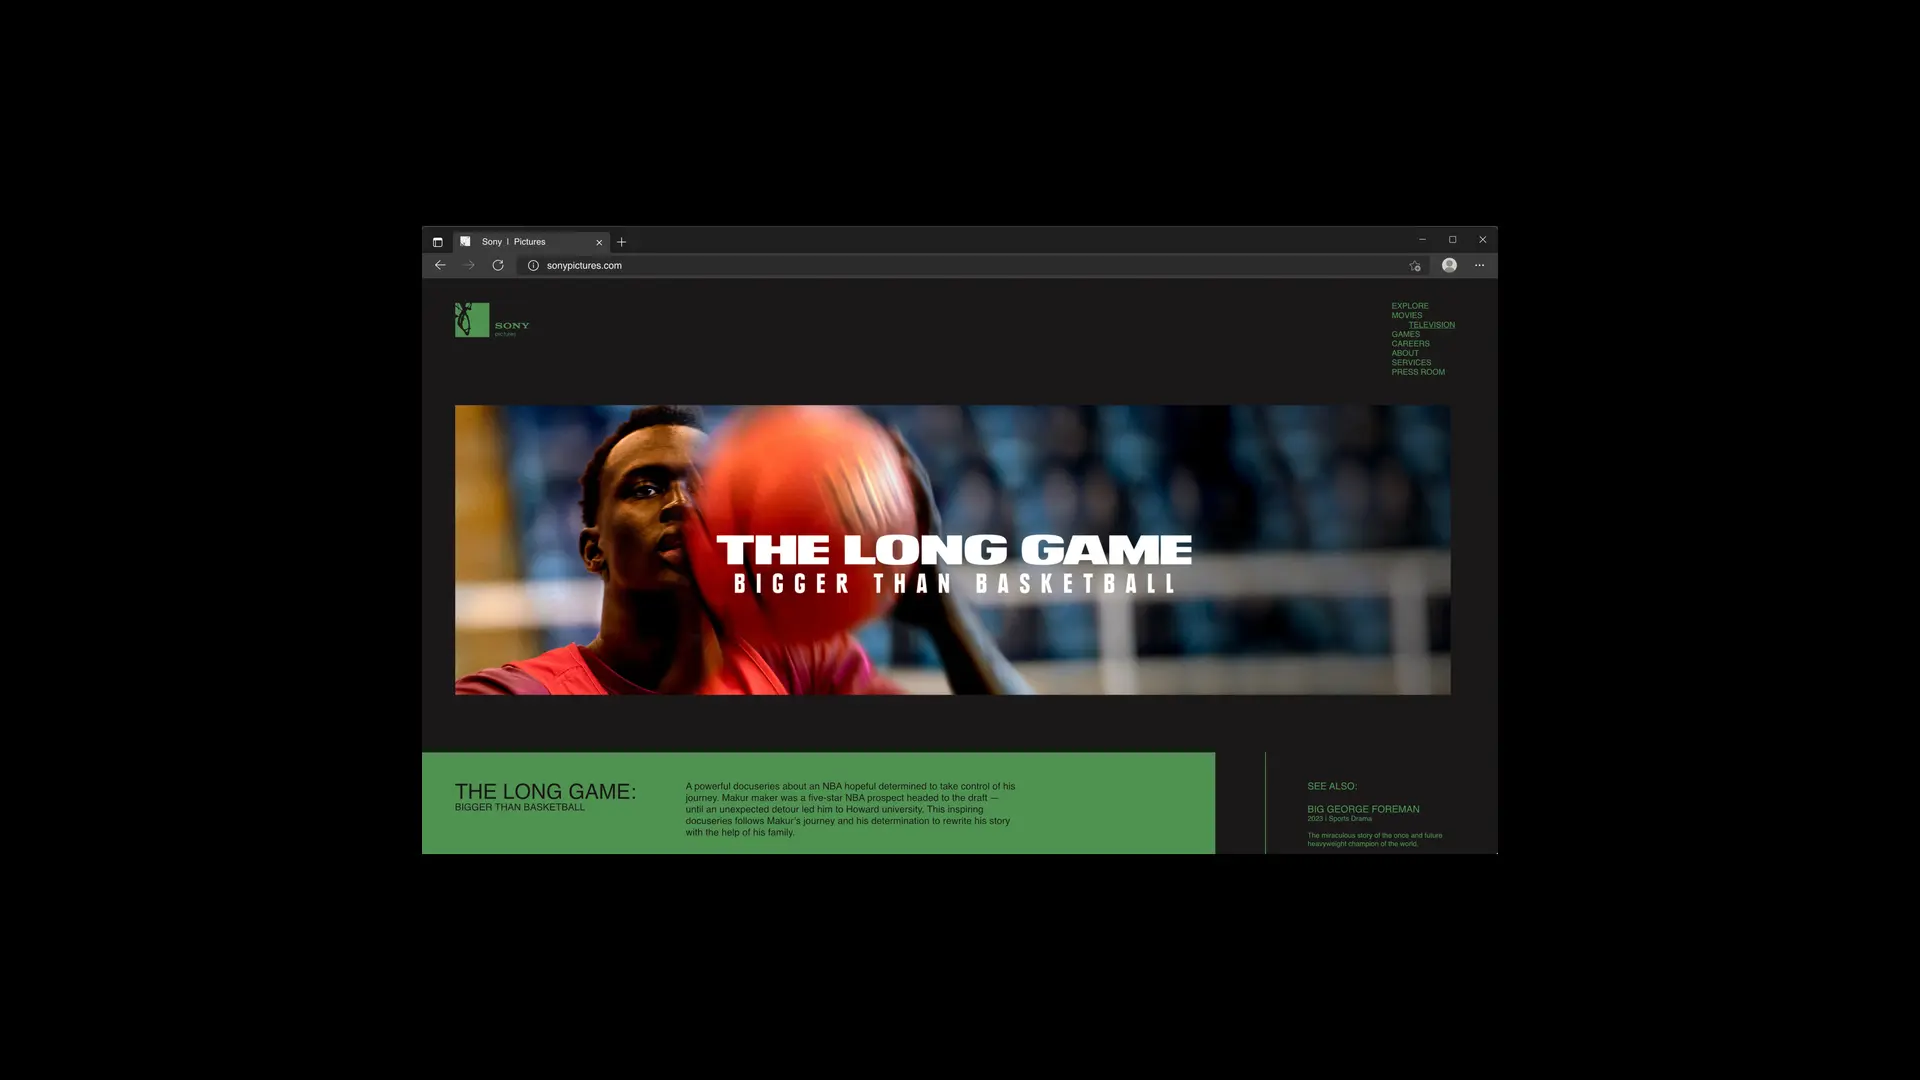 Sony | Pictures
sonypictures.com
SONY
pictures
EXPLORE
MOVIES
TELEVISION
GAMES
CAREERS
ABOUT
SERVICES
PRESS ROOM
THE LONG GAME
BIGGER THAN BASKETBALL
THE LONG GAME:
BIGGER THAN BASKETBALL
A powerful docuseries about an NBA hopeful determined to take control of his
journey. Makur maker was a five-star NBA prospect headed to the draft —
until an unexpected detour led him to Howard university. This inspiring
docuseries follows Makur's journey and his determination to rewrite his story
with the help of his family.
SEE ALSO:
BIG GEORGE FOREMAN
2023 | Sports Drama
The miraculous story of the once and future
heavyweight champion of the world.